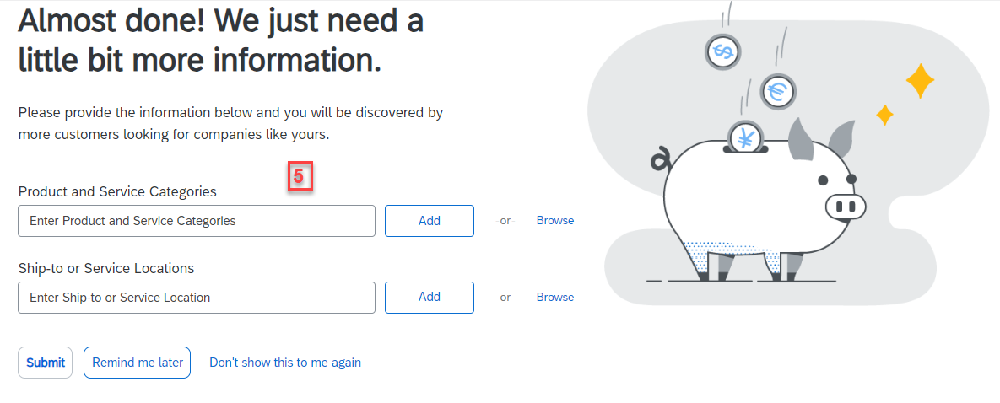 Almost done! We just need a
little bit more information.
Please provide the information below and you will be discovered by
more customers looking for companies like yours.
5
Product and Service Categories
Enter Product and Service Categories Add or Browse
Ship-to or Service Locations
Enter Ship-to or Service Location Add or Browse
Submit Remind me later Don't show this to me again
$
€
¥